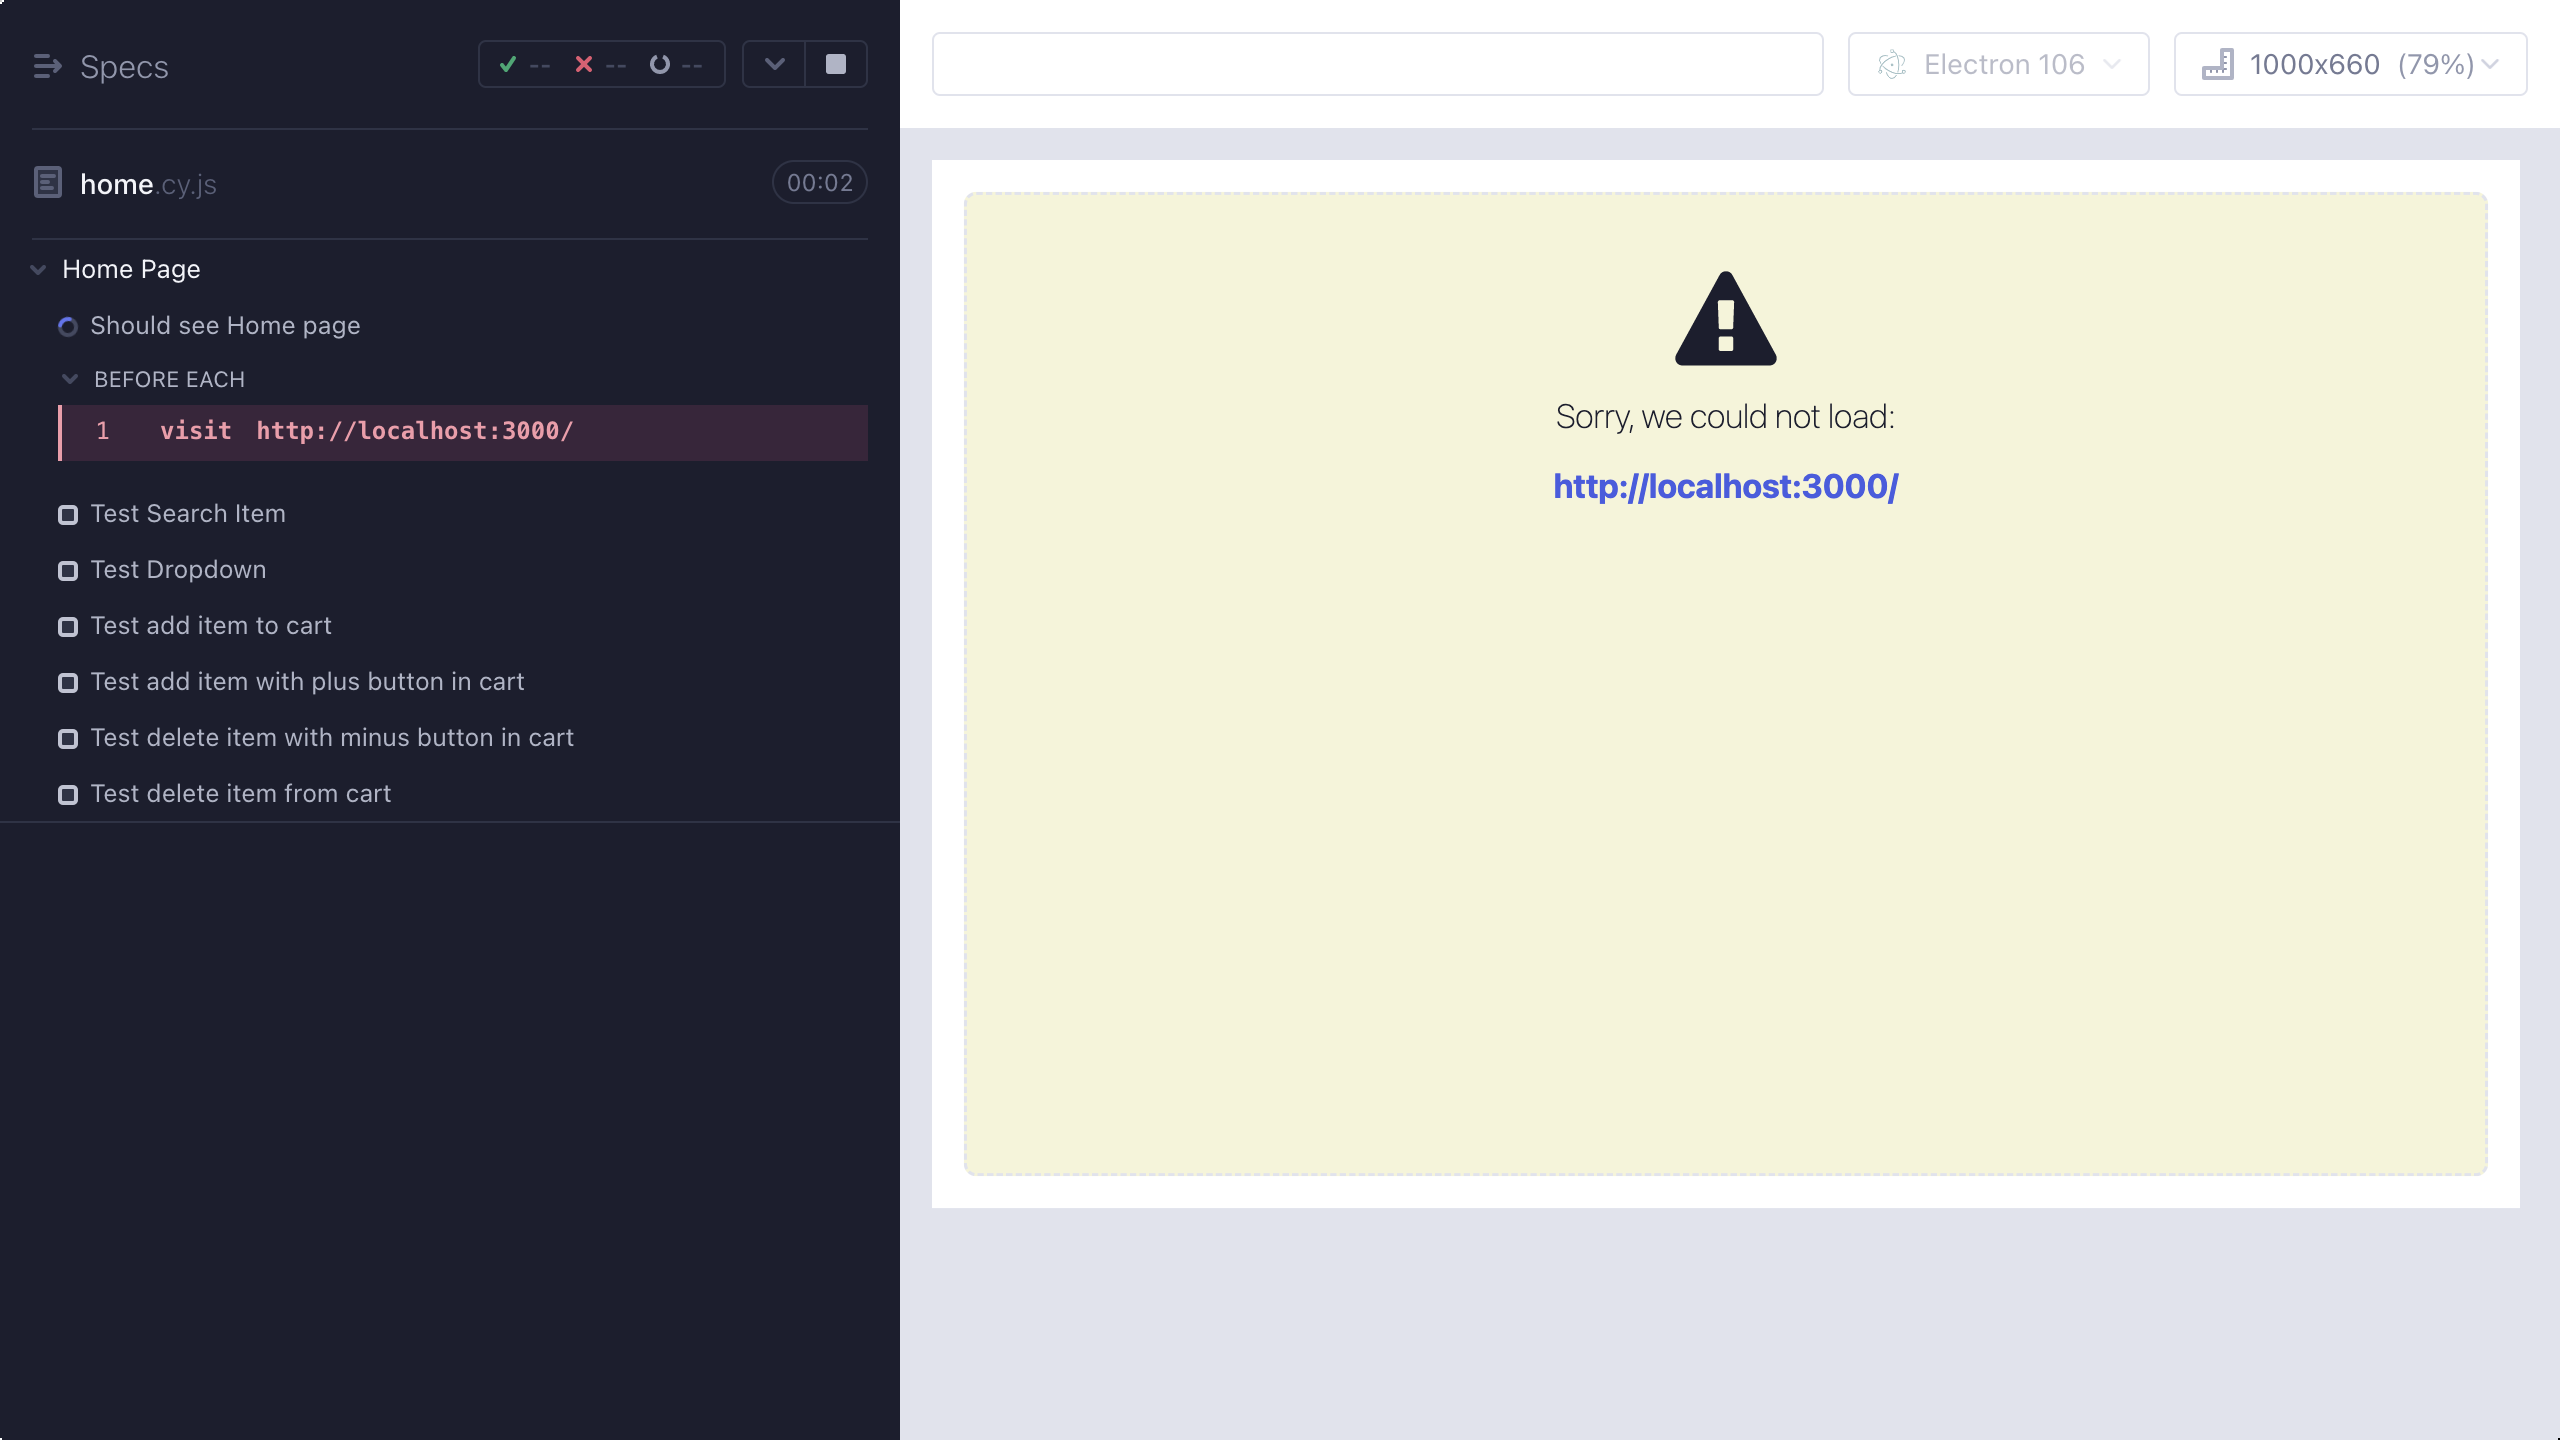 Specs
-- -- --
home.cy.js
00:02
Home Page
Should see Home page
BEFORE EACH
1 visit http://localhost:3000/
Test Search Item
Test Dropdown
Test add item to cart
Test add item with plus button in cart
Test delete item with minus button in cart
Test delete item from cart
Electron 106
1000x660 (79%)
Sorry, we could not load:
http://localhost:3000/